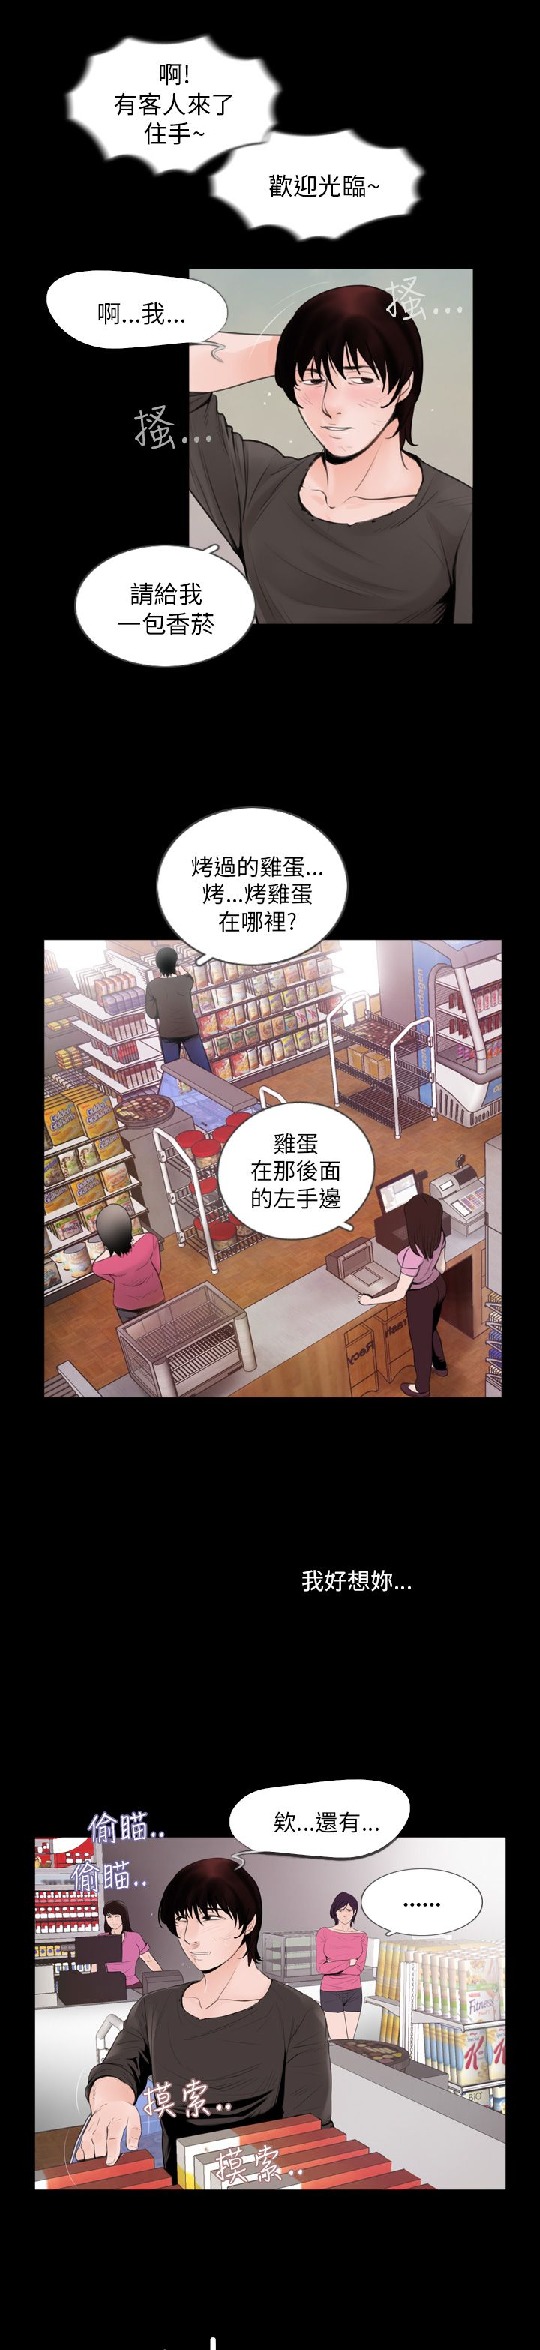 啊!
有客人來了
住手~
歡迎光臨~
搔...
啊...我...
搔...
請給我
一包香菸
烤過的雞蛋...
烤...烤雞蛋
在哪裡?
雞蛋
在那後面
的左手邊
我好想妳...
欸...還有...
偷瞄..
偷瞄..
......
Fitness
摸索..
摸索..